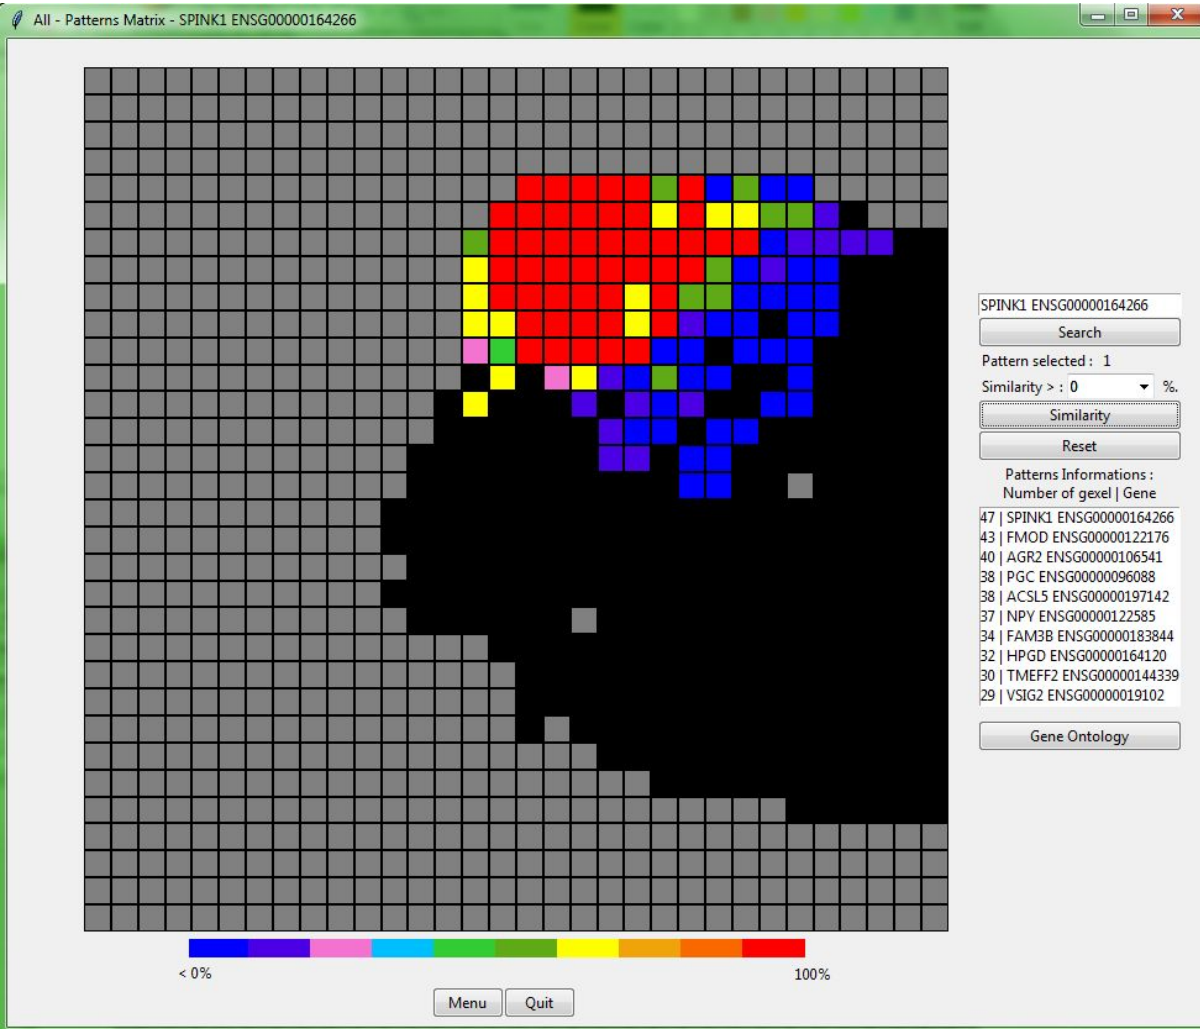 All - Patterns Matrix - SPINK1 ENSG00000164266
SPINK1 ENSG00000164266
Search
Pattern selected : 1
Similarity > : 0 %.
Similarity
Reset
Patterns Informations :
Number of gexel | Gene
47 | SPINK1 ENSG00000164266
43 | FMOD ENSG00000122176
40 | AGR2 ENSG00000106541
38 | PGC ENSG00000096088
38 | ACSL5 ENSG00000197142
37 | NPY ENSG00000122585
34 | FAM3B ENSG00000183844
32 | HPGD ENSG00000164120
30 | TMEFF2 ENSG00000144339
29 | VSIG2 ENSG00000019102
Gene Ontology
< 0% 100%
Menu Quit